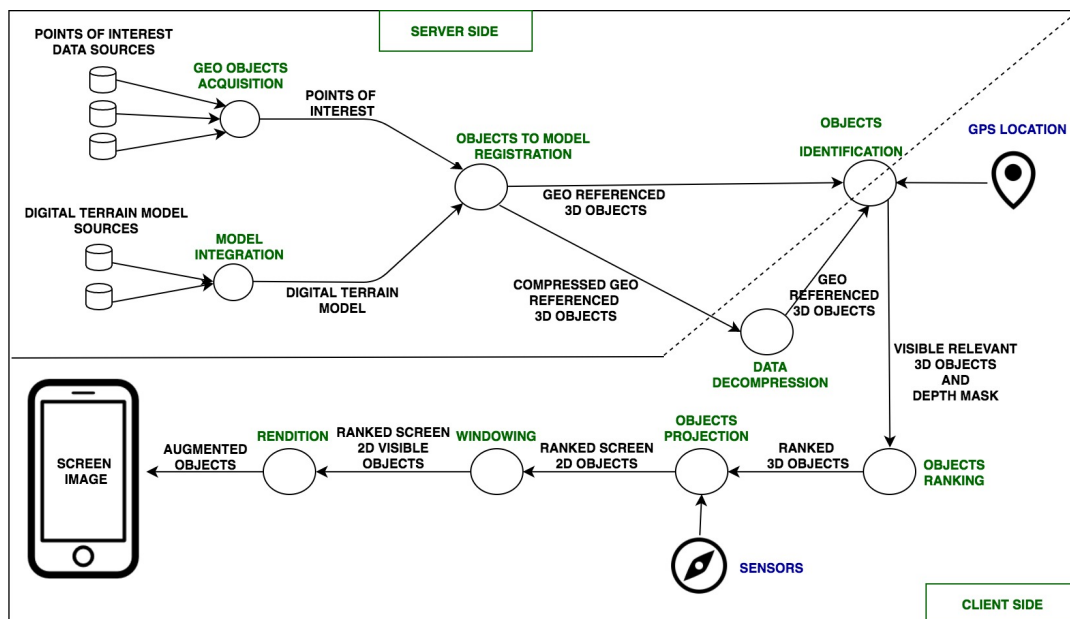 SERVER SIDE
POINTS OF INTEREST
DATA SOURCES
GEO OBJECTS
ACQUISITION
POINTS OF
INTEREST
OBJECTS TO MODEL
REGISTRATION
OBJECTS
IDENTIFICATION
GPS LOCATION
GEO REFERENCED
3D OBJECTS
DIGITAL TERRAIN MODEL
SOURCES
MODEL
INTEGRATION
DIGITAL TERRAIN
MODEL
COMPRESSED GEO
REFERENCED
3D OBJECTS
GEO
REFERENCED
3D OBJECTS
DATA
DECOMPRESSION
VISIBLE RELEVANT
3D OBJECTS
AND
DEPTH MASK
OBJECTS
RANKING
RANKED
3D OBJECTS
OBJECTS
PROJECTION
SENSORS
RANKED SCREEN
2D OBJECTS
WINDOWING
RANKED SCREEN
2D VISIBLE
OBJECTS
RENDITION
AUGMENTED
OBJECTS
SCREEN
IMAGE
CLIENT SIDE